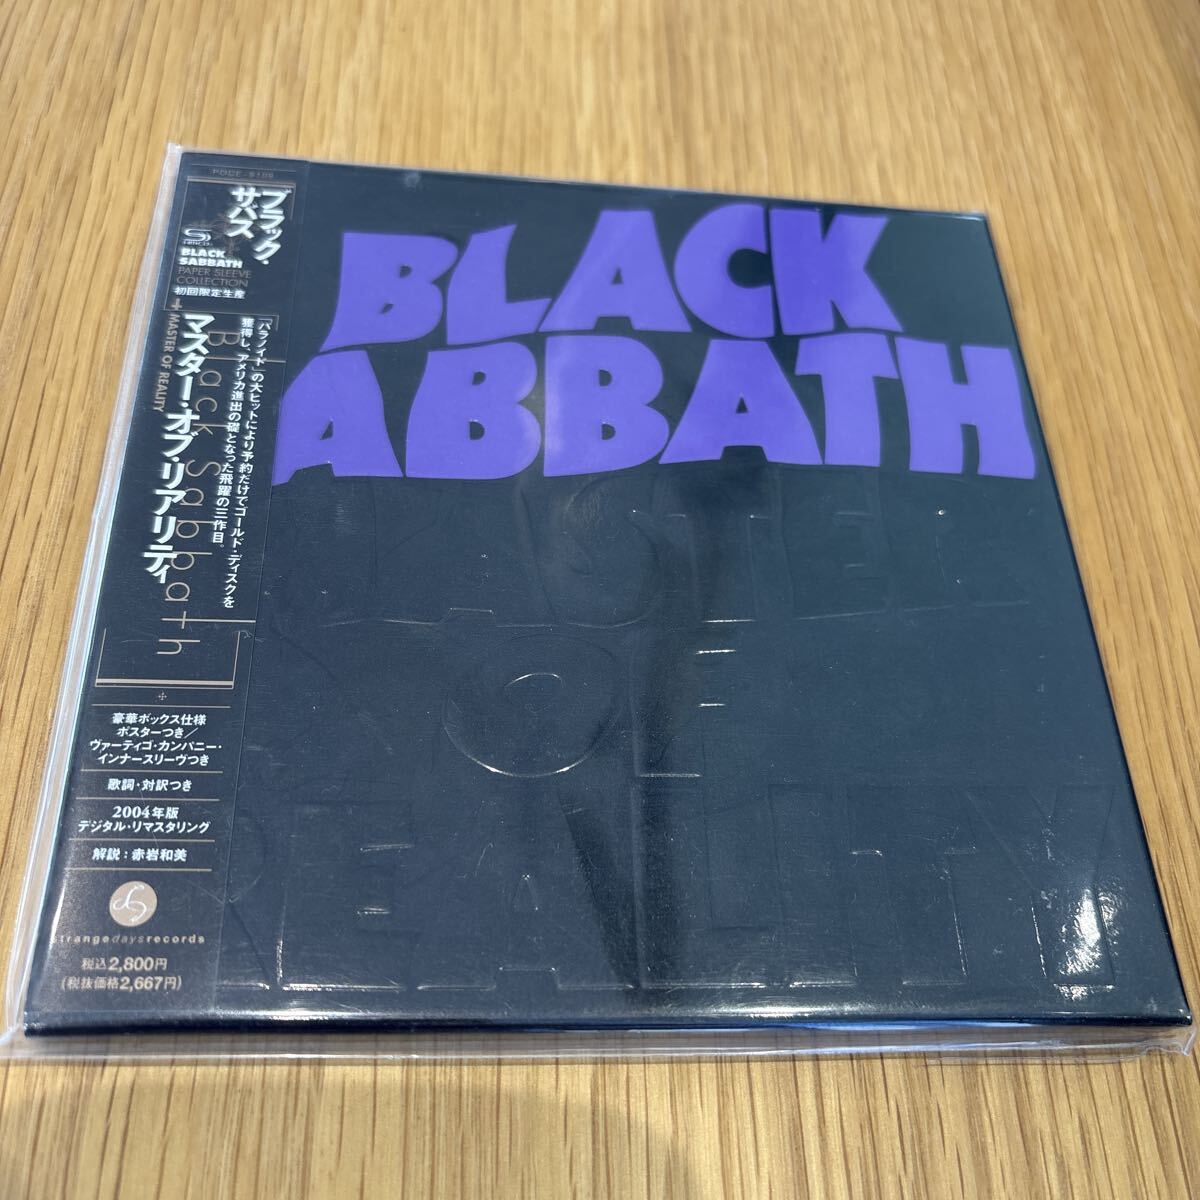 ブラック・
サバス
BLACK
SABBATH
PAPER SLEEVE
COLLECTION
初回限定生産
マスター・オブ・リアリティ
MASTER OF REALITY
Black Sabbath
「パラノイド」の大ヒットにより予約だけでゴールド・ディスクを
獲得し、アメリカ進出の礎となった飛躍の三作目。
豪華ボックス仕様
ポスターつき/
ヴァーティゴ・カンパニー・
インナースリーヴつき
歌詞・対訳つき
2004年版
デジタル・リマスタリング
解説：赤岩和美
strangedaysrecords
税込2,800円
(税抜価格2,667円)
BLACK
SABBATH
MASTER
OF
REALITY